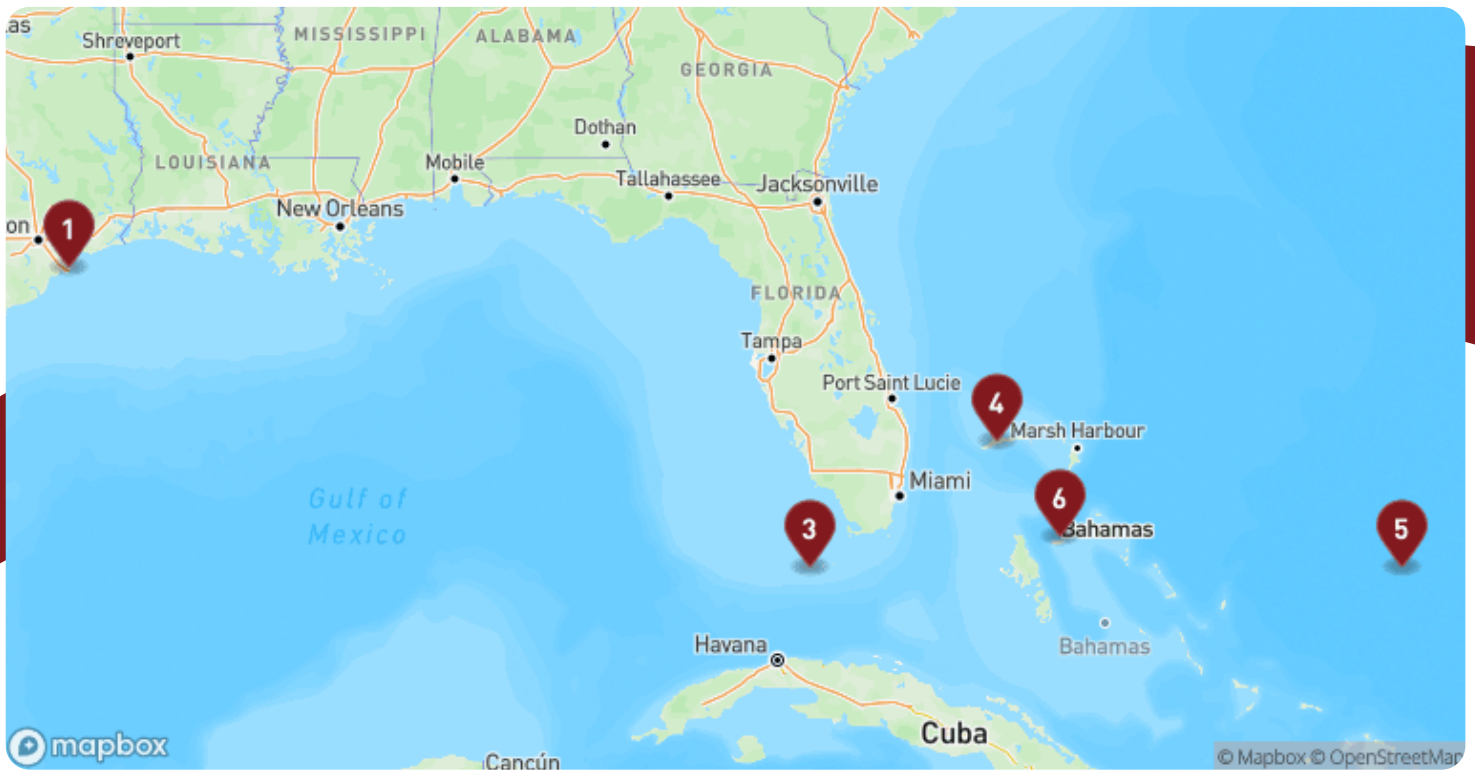 as
Shreveport
MISSISSIPPI
ALABAMA
GEORGIA
Dothan
LOUISIANA
Mobile
Tallahassee
Jacksonville
New Orleans
on
1
FLORIDA
Tampa
Port Saint Lucie
4
Marsh Harbour
Miami
Gulf of
Mexico
6
3
5
Bahamas
Havana
Bahamas
Cuba
mapbox
Cancún
© Mapbox © OpenStreetMap